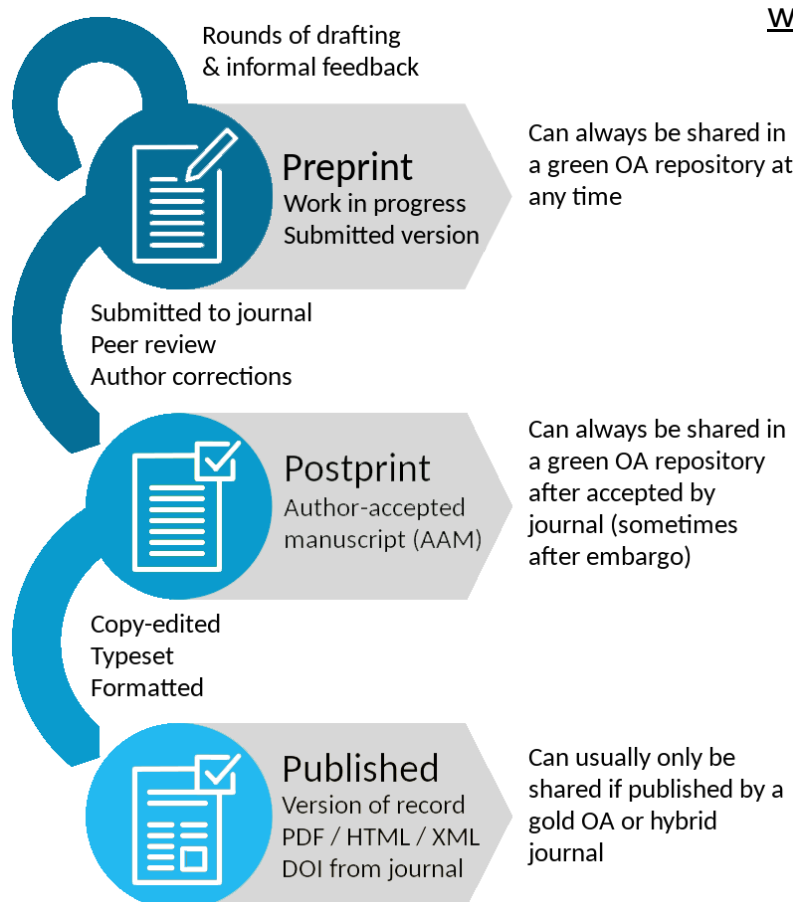 Rounds of drafting
& informal feedback
Preprint
Work in progress
Submitted version
Can always be shared in
a green OA repository at
any time
Submitted to journal
Peer review
Author corrections
Postprint
Author-accepted
manuscript (AAM)
Can always be shared in
a green OA repository
after accepted by
journal (sometimes
after embargo)
Copy-edited
Typeset
Formatted
Published
Version of record
PDF / HTML / XML
DOI from journal
Can usually only be
shared if published by a
gold OA or hybrid
journal